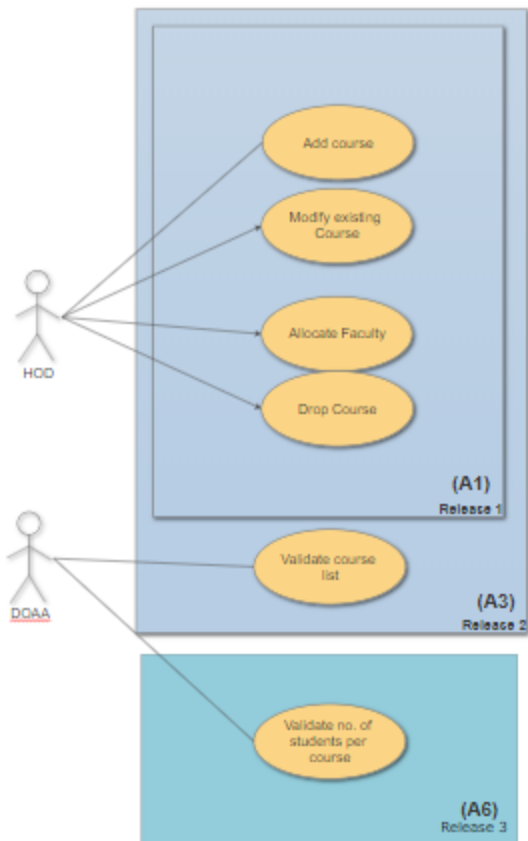 Add course
Modify existing
Course
HOD
Allocate Faculty
Drop Course
(A1)
Release 1
DOAA
Validate course
list
(A3)
Release 2
Validate no. of
students per
course
(A6)
Release 3